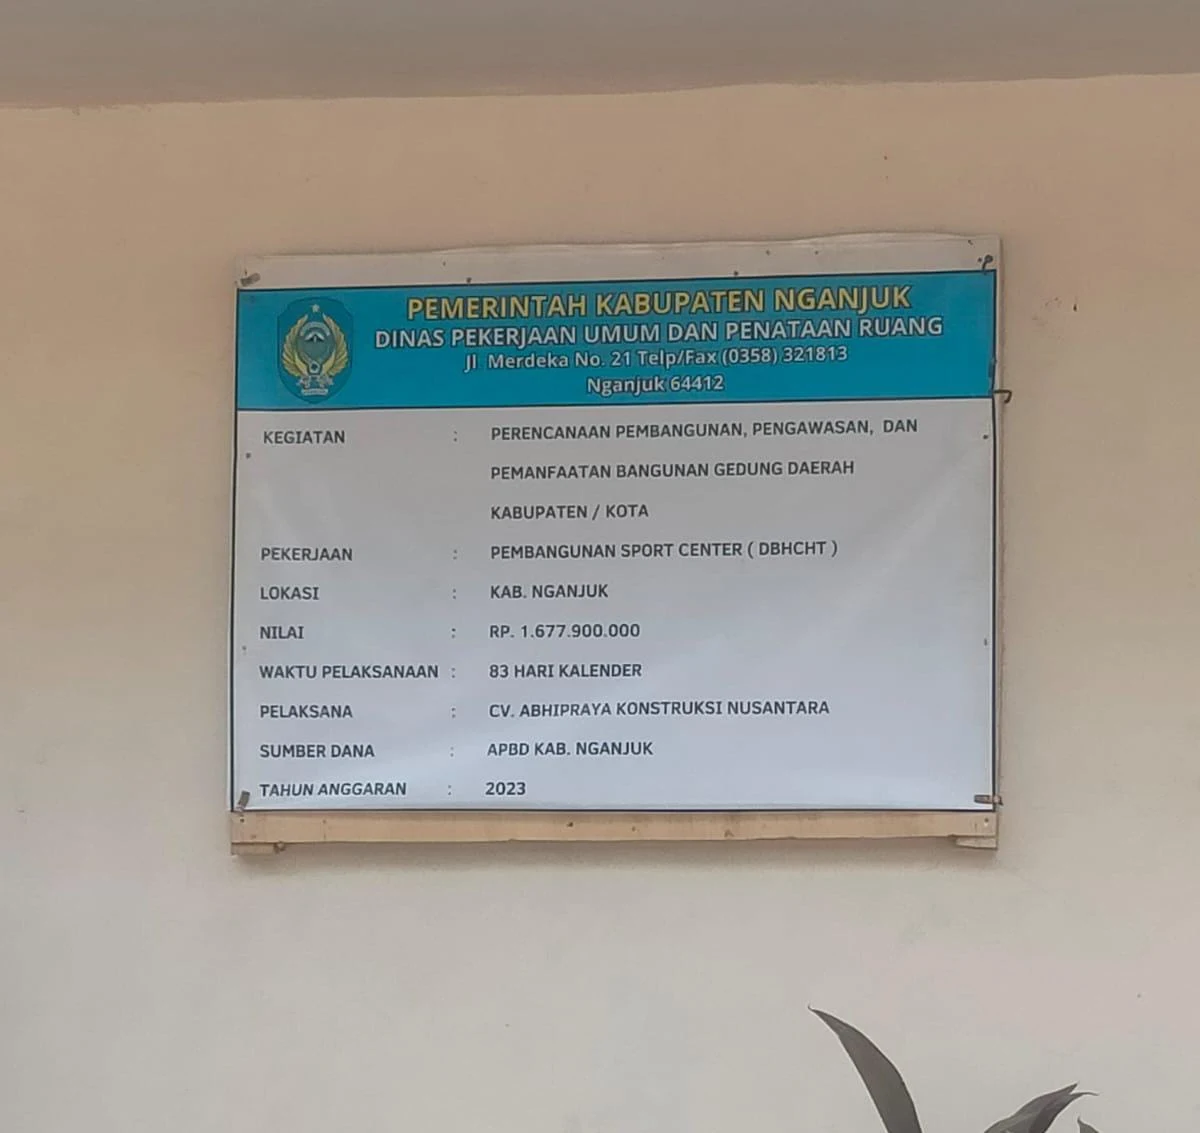 PEMERINTAH KABUPATEN NGANJUK
DINAS PEKERJAAN UMUM DAN PENATAAN RUANG
Jl. Merdeka No. 21 Telp/Fax (0358) 321813
Nganjuk 64412
KEGIATAN : PERENCANAAN PEMBANGUNAN, PENGAWASAN, DAN
PEMANFAATAN BANGUNAN GEDUNG DAERAH
KABUPATEN / KOTA
PEKERJAAN : PEMBANGUNAN SPORT CENTER ( DBHCHT )
LOKASI : KAB. NGANJUK
NILAI : RP. 1.677.900.000
WAKTU PELAKSANAAN : 83 HARI KALENDER
PELAKSANA : CV. ABHIPRAYA KONSTRUKSI NUSANTARA
SUMBER DANA : APBD KAB. NGANJUK
TAHUN ANGGARAN : 2023